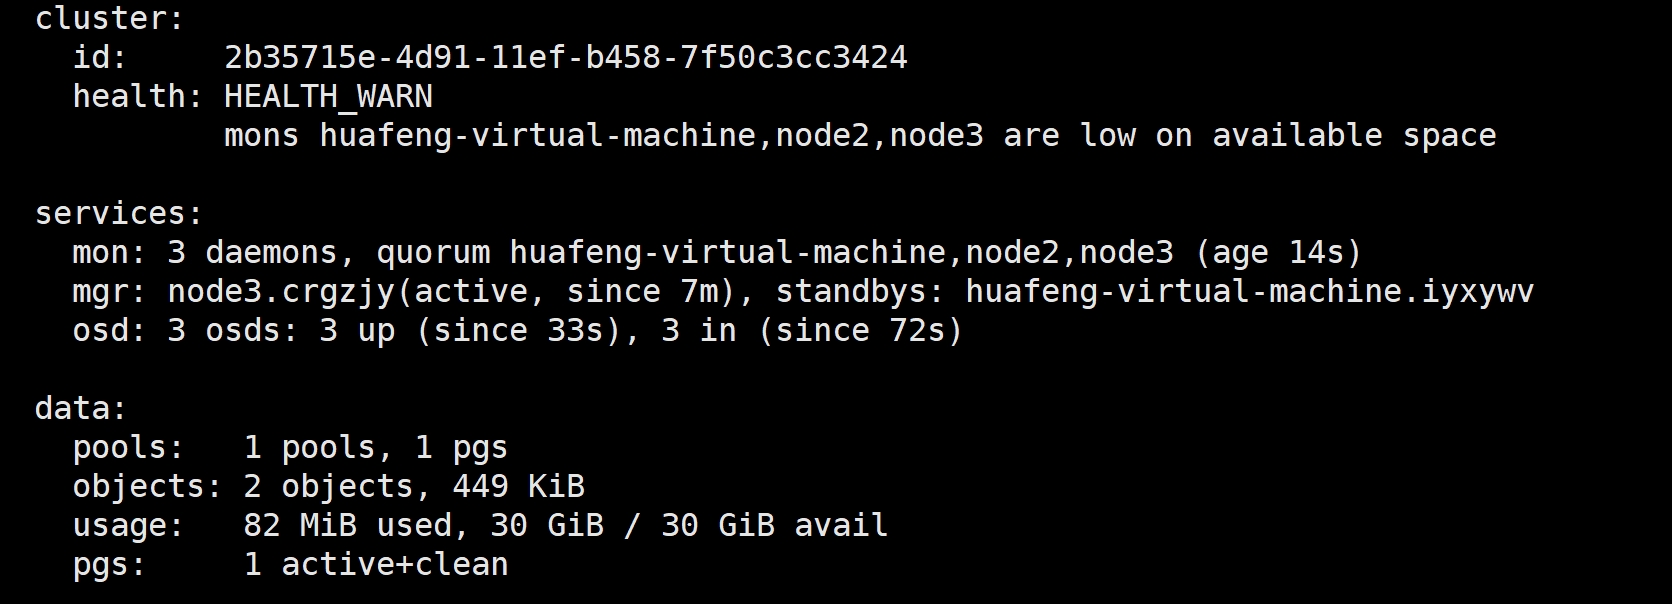 cluster:
id: 2b35715e-4d91-11ef-b458-7f50c3cc3424
health: HEALTH_WARN
mons huafeng-virtual-machine,node2,node3 are low on available space
services:
mon: 3 daemons, quorum huafeng-virtual-machine,node2,node3 (age 14s)
mgr: node3.crgzjy(active, since 7m), standbys: huafeng-virtual-machine.iyxywv
osd: 3 osds: 3 up (since 33s), 3 in (since 72s)
data:
pools: 1 pools, 1 pgs
objects: 2 objects, 449 KiB
usage: 82 MiB used, 30 GiB / 30 GiB avail
pgs: 1 active+clean